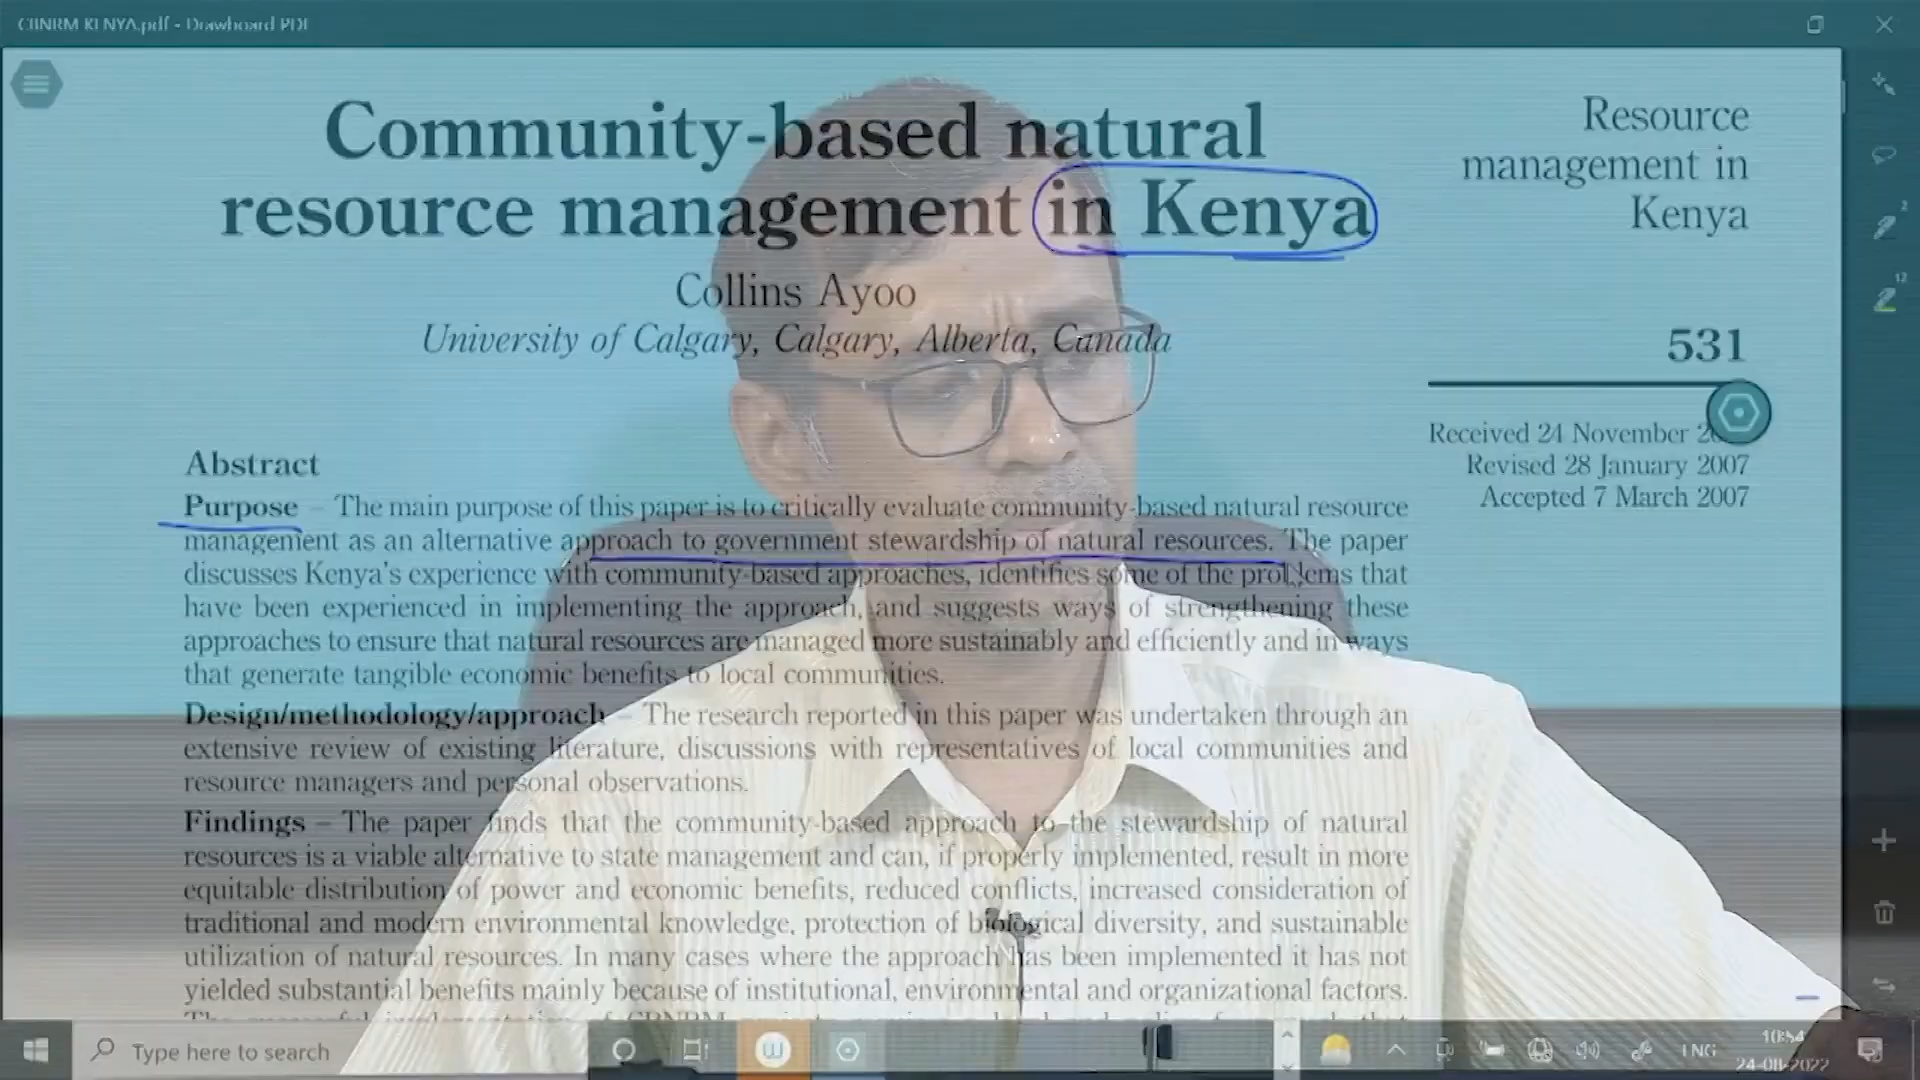 CBNRM KENYA.pdf - Drawboard PDF
Community-based natural
resource management in Kenya
Collins Ayoo
University of Calgary, Calgary, Alberta, Canada
Resource
management in
Kenya
531
Received 24 November
Revised 28 January 2007
Accepted 7 March 2007
Abstract
Purpose – The main purpose of this paper is to critically evaluate community-based natural resource
management as an alternative approach to government stewardship of natural resources. The paper
discusses Kenya's experience with community-based approaches, identifies some of the problems that
have been experienced in implementing the approach, and suggests ways of strengthening these
approaches to ensure that natural resources are managed more sustainably and efficiently and in ways
that generate tangible economic benefits to local communities.
Design/methodology/approach – The research reported in this paper was undertaken through an
extensive review of existing literature, discussions with representatives of local communities and
resource managers and personal observations.
Findings – The paper finds that the community-based approach to the stewardship of natural
resources is a viable alternative to state management and can, if properly implemented, result in more
equitable distribution of power and economic benefits, reduced conflicts, increased consideration of
traditional and modern environmental knowledge, protection of biological diversity, and sustainable
utilization of natural resources. In many cases where the approach has been implemented it has not
yielded substantial benefits mainly because of institutional, environmental and organizational factors.
2
12
Type here to search
ENG
10:54
24-08-2022